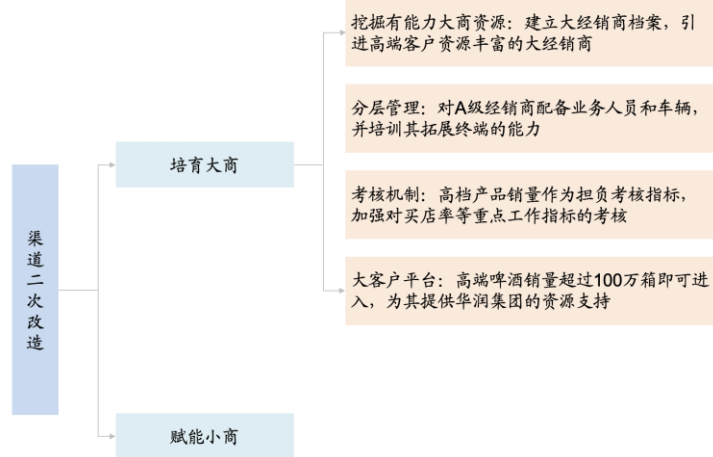 渠道二次改造
培育大商
挖掘有能力大商资源：建立大经销商档案，引
进高端客户资源丰富的大经销商
分层管理：对A级经销商配备业务人员和车辆，
并培训其拓展终端的能力
考核机制：高档产品销量作为担负考核指标，
加强对买店率等重点工作指标的考核
大客户平台：高端啤酒销量超过100万箱即可进
入，为其提供华润集团的资源支持
赋能小商